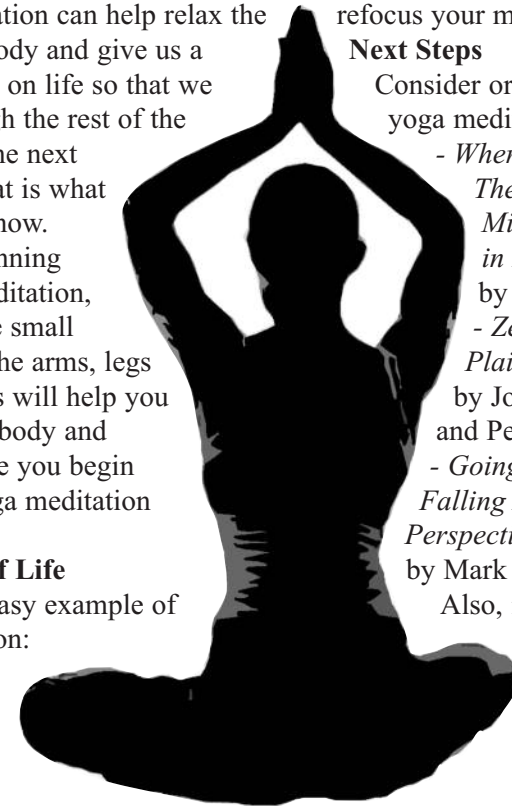 ation can help relax the
ody and give us a
on life so that we
gh the rest of the
ne next
at is what
now.
nning
ditation,
e small
he arms, legs
s will help you
body and
e you begin
ga meditation
f Life
asy example of
on:
refocus your m
Next Steps
Consider or
yoga medi
- Wher
The
Mi
in
by
- Ze
Plai
by Jo
and Pe
- Going
Falling
Perspecti
by Mark
Also,